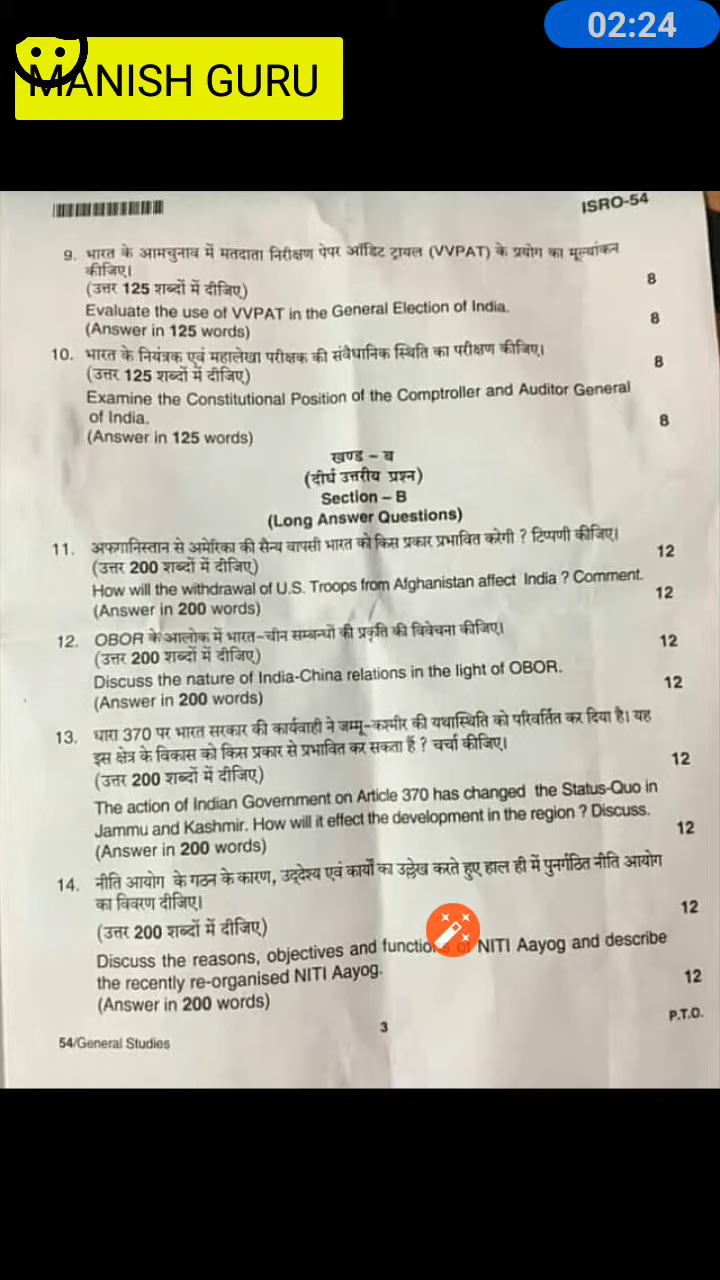 02:24
MANISH GURU
ISRO-54
9. भारत के आमचुनाव में मतदाता निरीक्षण पेपर ऑडिट ट्रायल (VVPAT) के प्रयोग का मूल्यांकन
कीजिए।
(उत्तर 125 शब्दों में दीजिए) 8
Evaluate the use of VVPAT in the General Election of India.
(Answer in 125 words) 8
10. भारत के नियंत्रक एवं महालेखा परीक्षक की संवैधानिक स्थिति का परीक्षण कीजिए।
(उत्तर 125 शब्दों में दीजिए) 8
Examine the Constitutional Position of the Comptroller and Auditor General
of India.
(Answer in 125 words) 8
खण्ड – ब
(दीर्घ उत्तरीय प्रश्न)
Section – B
(Long Answer Questions)
11. अफगानिस्तान से अमेरिका की सैन्य वापसी भारत को किस प्रकार प्रभावित करेगी ? टिप्पणी कीजिए।
(उत्तर 200 शब्दों में दीजिए) 12
How will the withdrawal of U.S. Troops from Afghanistan affect India ? Comment.
(Answer in 200 words) 12
12. OBOR के आलोक में भारत-चीन सम्बन्धों की प्रकृति की विवेचना कीजिए।
(उत्तर 200 शब्दों में दीजिए) 12
Discuss the nature of India-China relations in the light of OBOR.
(Answer in 200 words) 12
13. धारा 370 पर भारत सरकार की कार्यवाही ने जम्मू-कश्मीर की यथास्थिति को परिवर्तित कर दिया है। यह
इस क्षेत्र के विकास को किस प्रकार से प्रभावित कर सकता हैं ? चर्चा कीजिए।
(उत्तर 200 शब्दों में दीजिए) 12
The action of Indian Government on Article 370 has changed the Status-Quo in
Jammu and Kashmir. How will it effect the development in the region ? Discuss.
(Answer in 200 words) 12
14. नीति आयोग के गठन के कारण, उद्देश्य एवं कार्यों का उल्लेख करते हुए हाल ही में पुनर्गठित नीति आयोग
का विवरण दीजिए।
(उत्तर 200 शब्दों में दीजिए) 12
Discuss the reasons, objectives and NITI Aayog and describe
the recently re-organised NITI Aayog.
(Answer in 200 words) 12
3
P.T.O.
54/General Studies